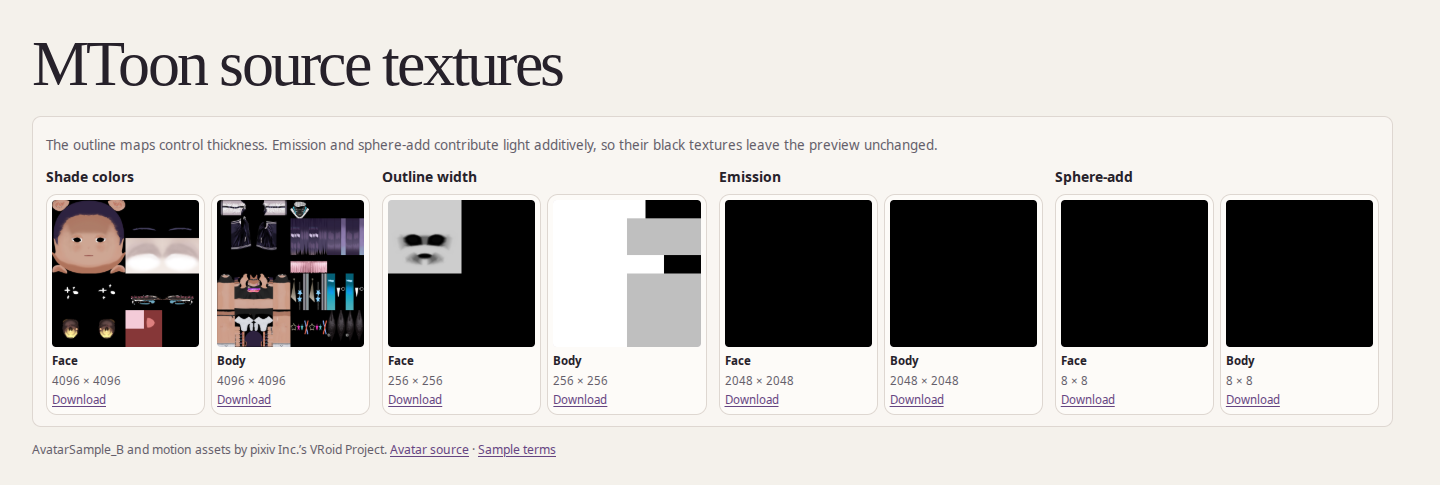 MToon source textures
The outline maps control thickness. Emission and sphere-add contribute light additively, so their black textures leave the preview unchanged.
Shade colors
Face
4096 × 4096
Download
Body
4096 × 4096
Download
Outline width
Face
256 × 256
Download
Body
256 × 256
Download
Emission
Face
2048 × 2048
Download
Body
2048 × 2048
Download
Sphere-add
Face
8 × 8
Download
Body
8 × 8
Download
AvatarSample_B and motion assets by pixiv Inc.’s VRoid Project. Avatar source · Sample terms